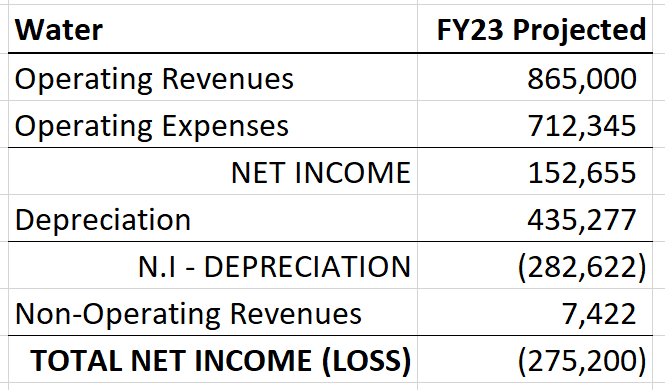 Water FY23 Projected
Operating Revenues 865,000
Operating Expenses 712,345
NET INCOME 152,655
Depreciation 435,277
N.I - DEPRECIATION (282,622)
Non-Operating Revenues 7,422
TOTAL NET INCOME (LOSS) (275,200)